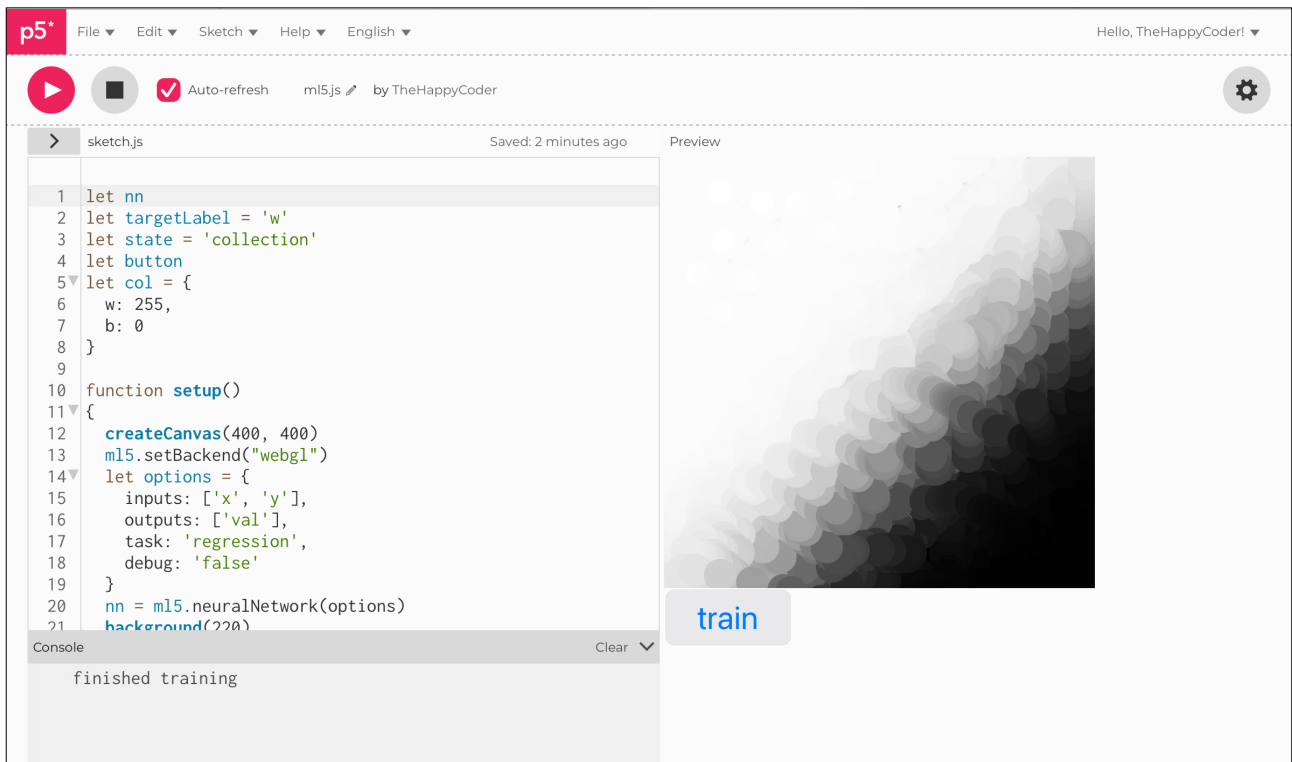 p5*
File Edit Sketch Help English Hello, TheHappyCoder!
Auto-refresh ml5.js by TheHappyCoder
sketch.js Saved: 2 minutes ago Preview
1 let nn
2 let targetLabel = 'w'
3 let state = 'collection'
4 let button
5 let col = {
6 w: 255,
7 b: 0
8 }
9
10 function setup()
11 {
12 createCanvas(400, 400)
13 ml5.setBackend("webgl")
14 let options = {
15 inputs: ['x', 'y'],
16 outputs: ['val'],
17 task: 'regression',
18 debug: 'false'
19 }
20 nn = ml5.neuralNetwork(options)
21 background(220)
train
Console Clear
finished training